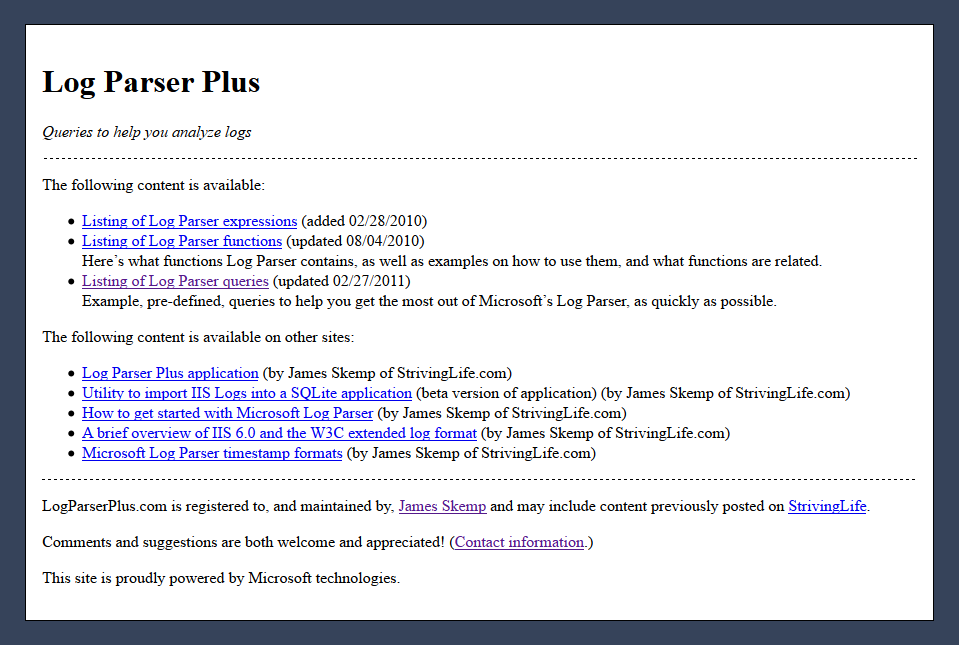 Log Parser Plus
Queries to help you analyze logs
The following content is available:
Listing of Log Parser expressions (added 02/28/2010)
Listing of Log Parser functions (updated 08/04/2010)
Here’s what functions Log Parser contains, as well as examples on how to use them, and what functions are related.
Listing of Log Parser queries (updated 02/27/2011)
Example, pre-defined, queries to help you get the most out of Microsoft’s Log Parser, as quickly as possible.
The following content is available on other sites:
Log Parser Plus application (by James Skemp of StrivingLife.com)
Utility to import IIS Logs into a SQLite application (beta version of application) (by James Skemp of StrivingLife.com)
How to get started with Microsoft Log Parser (by James Skemp of StrivingLife.com)
A brief overview of IIS 6.0 and the W3C extended log format (by James Skemp of StrivingLife.com)
Microsoft Log Parser timestamp formats (by James Skemp of StrivingLife.com)
LogParserPlus.com is registered to, and maintained by, James Skemp and may include content previously posted on StrivingLife.
Comments and suggestions are both welcome and appreciated! (Contact information.)
This site is proudly powered by Microsoft technologies.